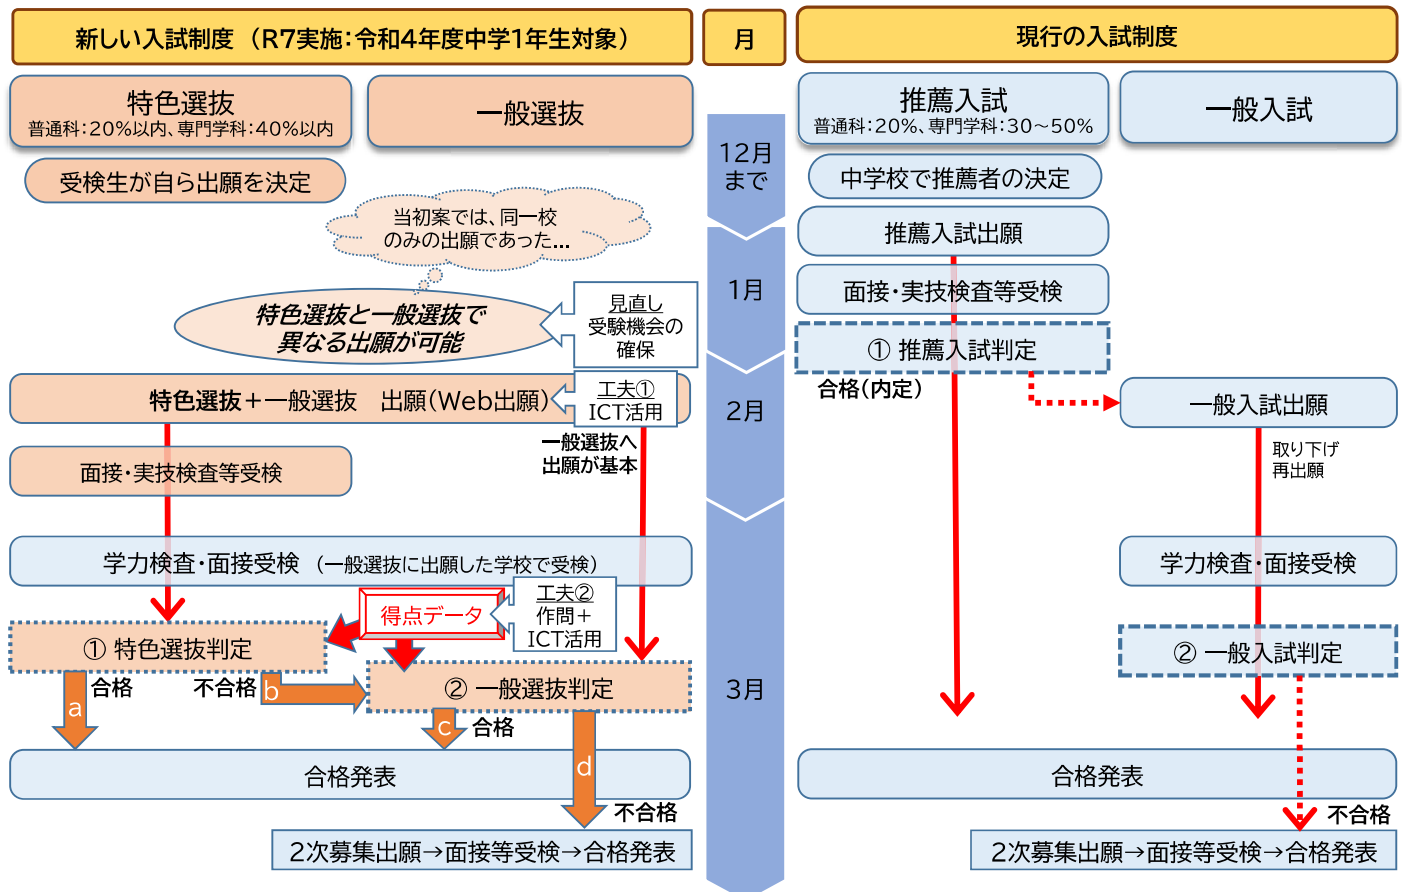 新しい入試制度（R7実施：令和4年度中学1年生対象）
月
現行の入試制度
特色選抜
普通科：20%以内、専門学科：40%以内
一般選抜
推薦入試
普通科：20%、専門学科：30～50%
一般入試
12月
まで
受検生が自ら出願を決定
中学校で推薦者の決定
当初案では、同一校
のみの出願であった…
推薦入試出願
1月
特色選抜と一般選抜で
異なる出願が可能
見直し
受験機会の
確保
面接・実技検査等受検
① 推薦入試判定
合格（内定）
2月
特色選抜＋一般選抜　出願（Web出願）
工夫①
ICT活用
一般選抜へ
出願が基本
一般入試出願
取り下げ
再出願
面接・実技検査等受検
3月
学力検査・面接受検　（一般選抜に出願した学校で受検）
学力検査・面接受検
得点データ
工夫②
作問＋
ICT活用
① 特色選抜判定
② 一般選抜判定
② 一般入試判定
a
合格
不合格
b
c
合格
d
合格発表
合格発表
不合格
不合格
2次募集出願→面接等受検→合格発表
2次募集出願→面接等受検→合格発表